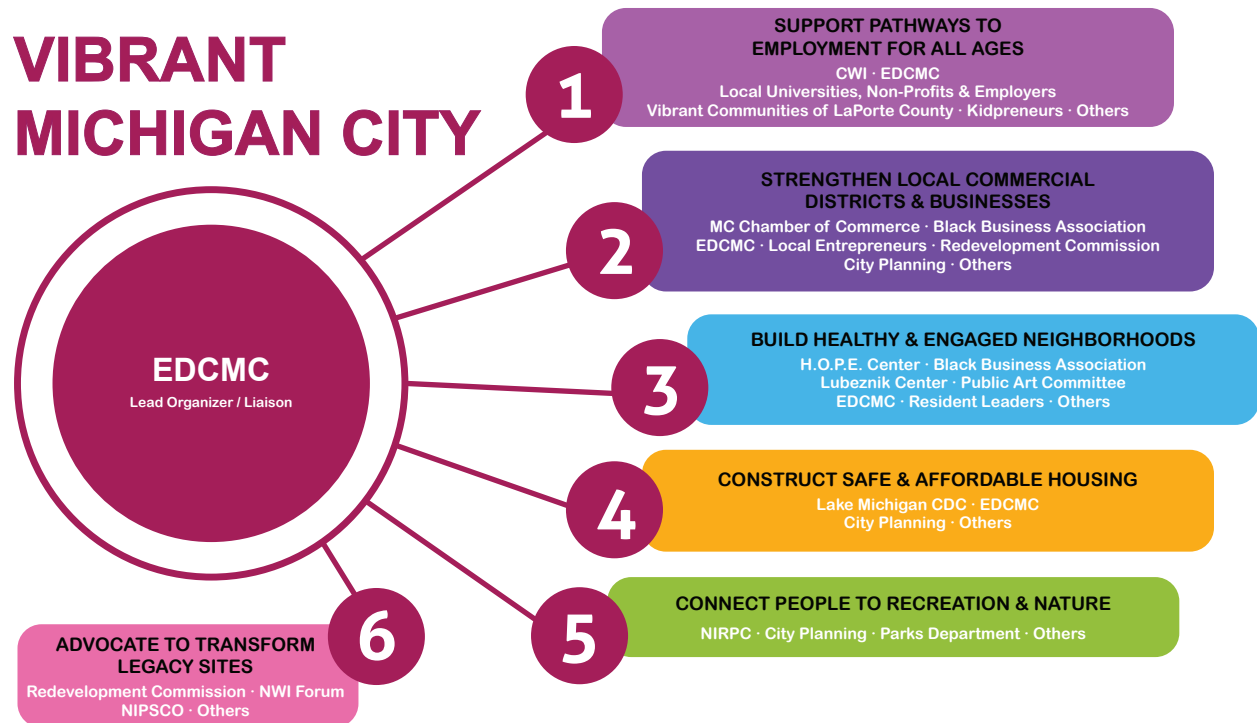 VIBRANT
MICHIGAN CITY
EDCMC
Lead Organizer / Liaison
1
SUPPORT PATHWAYS TO
EMPLOYMENT FOR ALL AGES
CWI · EDCMC
Local Universities, Non-Profits & Employers
Vibrant Communities of LaPorte County · Kidpreneurs · Others
2
STRENGTHEN LOCAL COMMERCIAL
DISTRICTS & BUSINESSES
MC Chamber of Commerce · Black Business Association
EDCMC · Local Entrepreneurs · Redevelopment Commission
City Planning · Others
3
BUILD HEALTHY & ENGAGED NEIGHBORHOODS
H.O.P.E. Center · Black Business Association
Lubeznik Center · Public Art Committee
EDCMC · Resident Leaders · Others
4
CONSTRUCT SAFE & AFFORDABLE HOUSING
Lake Michigan CDC · EDCMC
City Planning · Others
5
CONNECT PEOPLE TO RECREATION & NATURE
NIRPC · City Planning · Parks Department · Others
6
ADVOCATE TO TRANSFORM
LEGACY SITES
Redevelopment Commission · NWI Forum
NIPSCO · Others